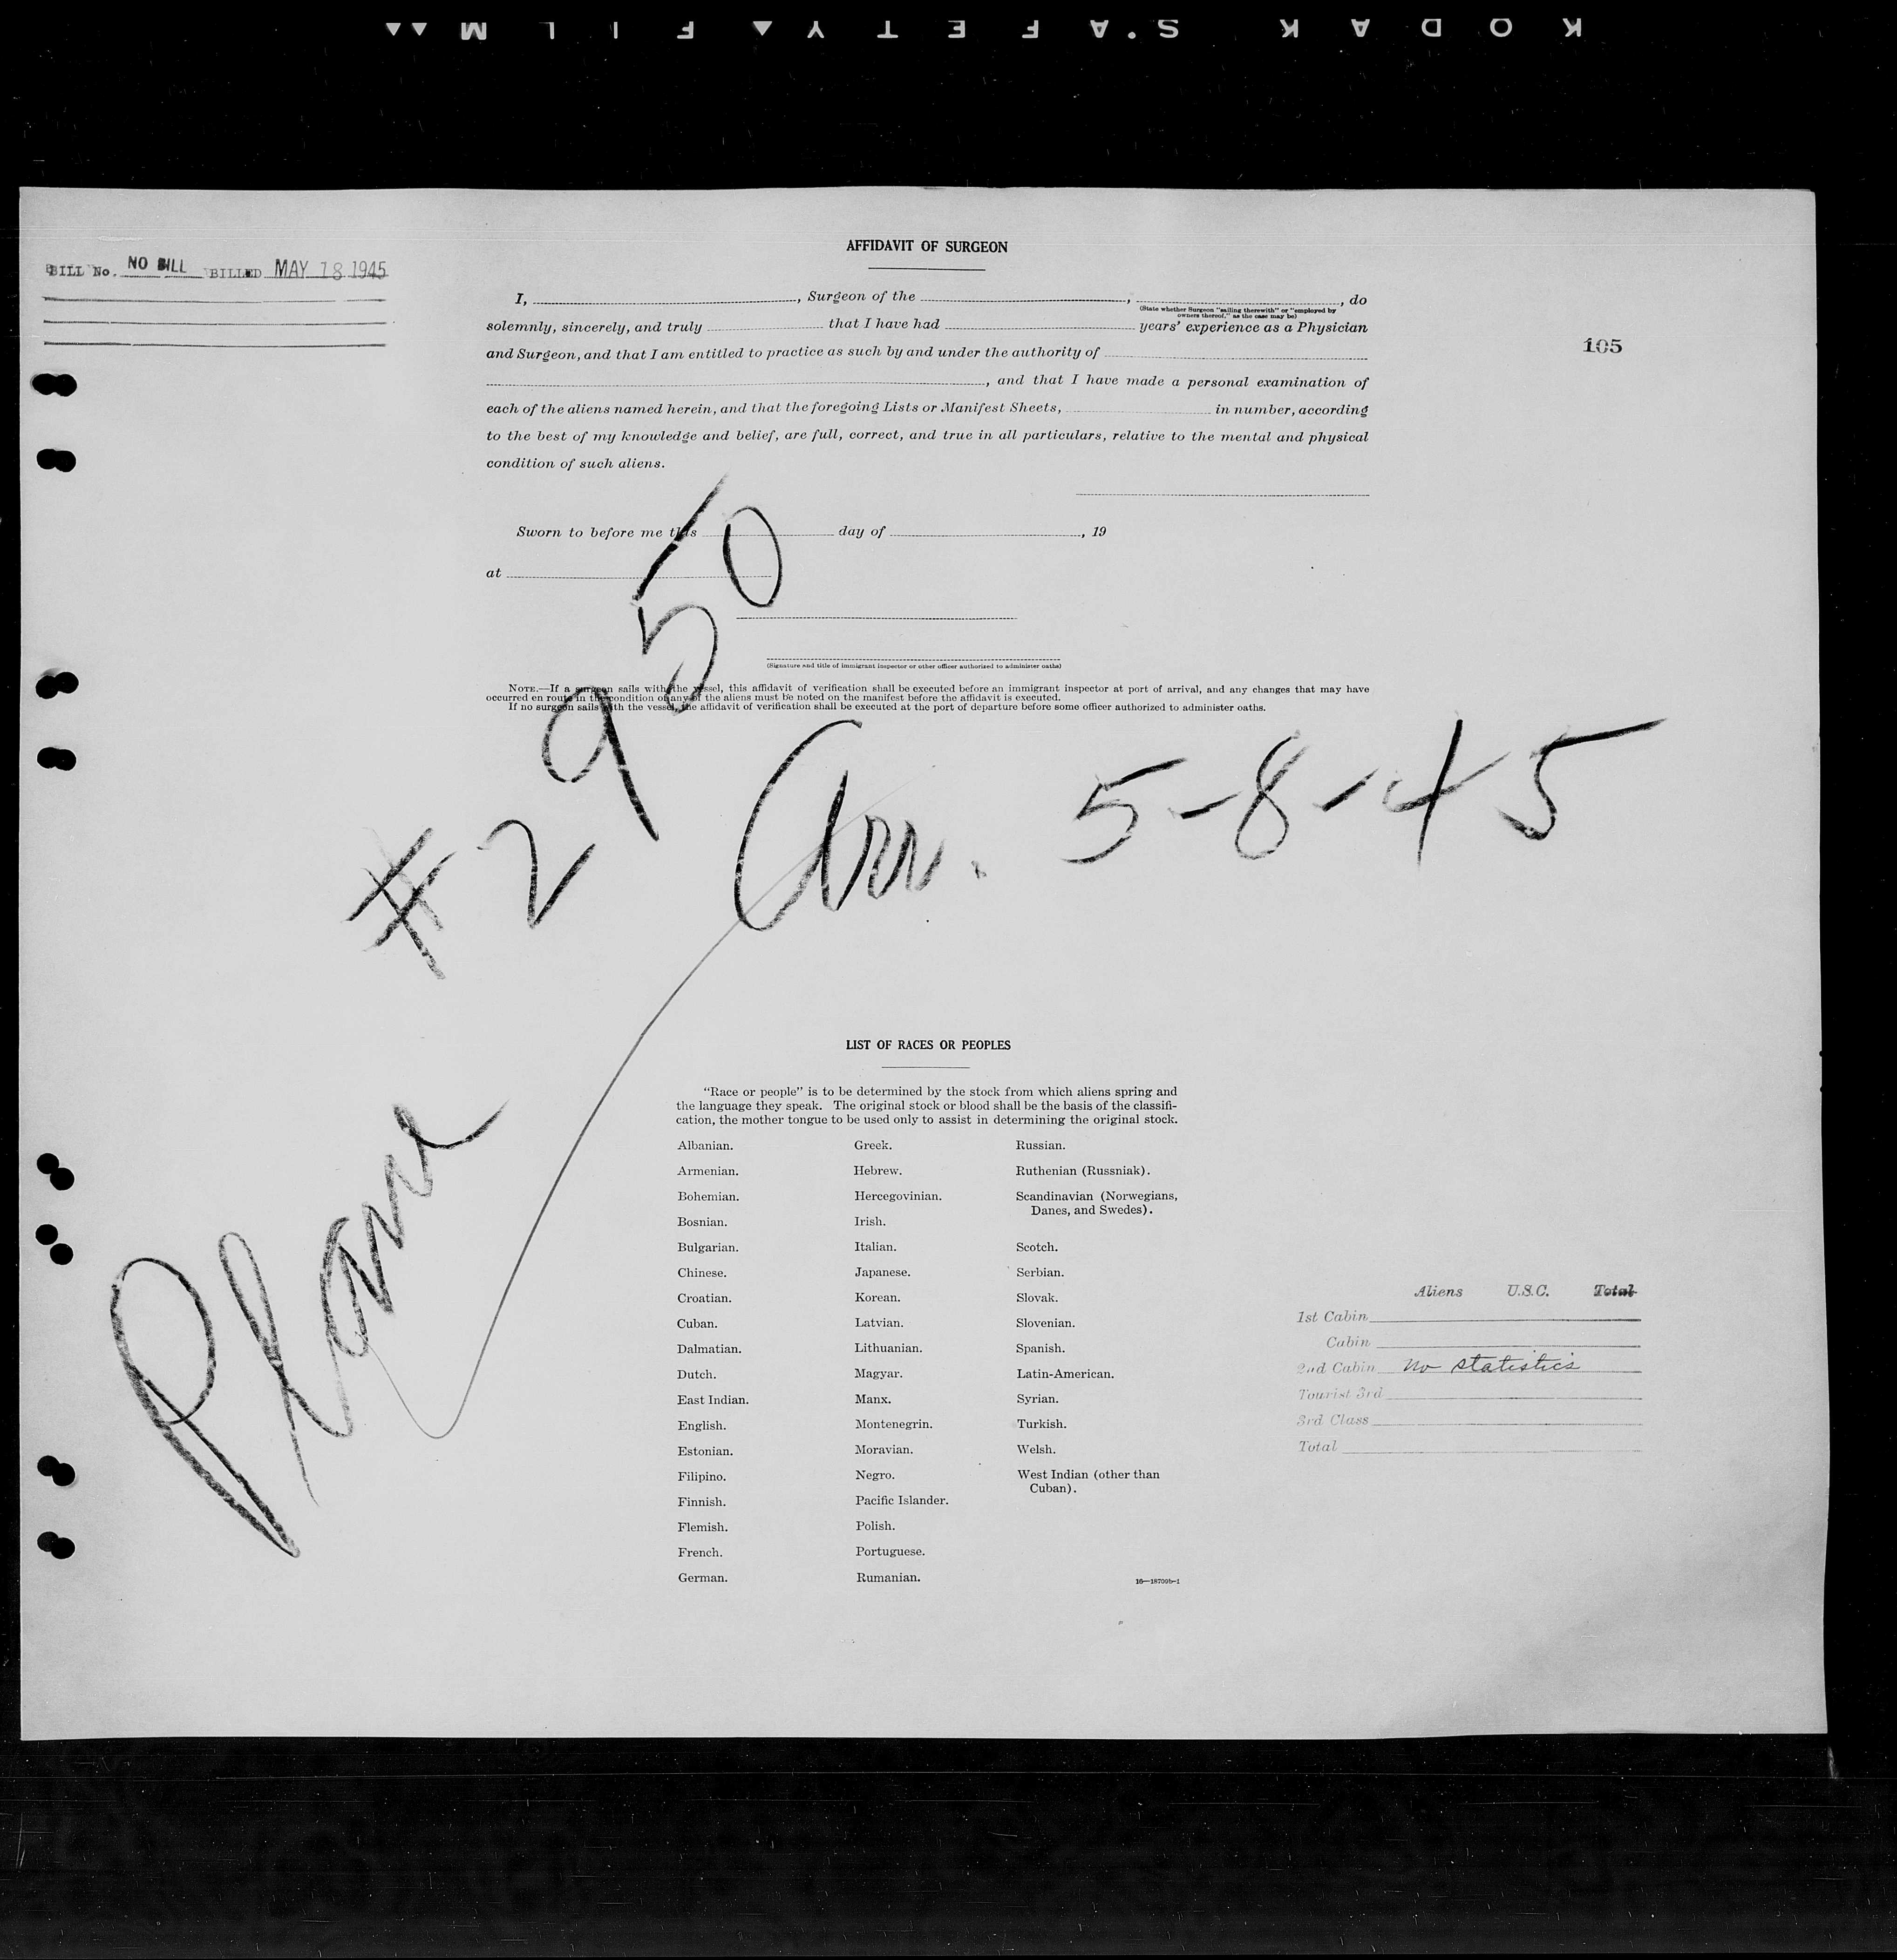 KODAK SAFETY FILM
AFFIDAVIT OF SURGEON
BILL No. NO BILL BILLED MAY 18 1945
I, , Surgeon of the , , do
(State whether Surgeon "sailing therewith" or "employed by
owners thereof," as the case may be)
solemnly, sincerely, and truly that I have had years' experience as a Physician
and Surgeon, and that I am entitled to practice as such by and under the authority of
105
, and that I have made a personal examination of
each of the aliens named herein, and that the foregoing Lists or Manifest Sheets, in number, according
to the best of my knowledge and belief, are full, correct, and true in all particulars, relative to the mental and physical
condition of such aliens.
Sworn to before me this day of , 19
at
(Signature and title of immigrant inspector or other officer authorized to administer oaths)
NOTE.—If a surgeon sails with the vessel, this affidavit of verification shall be executed before an immigrant inspector at port of arrival, and any changes that may have
occurred en route in the condition of any of the aliens must be noted on the manifest before the affidavit is executed.
If no surgeon sails with the vessel, the affidavit of verification shall be executed at the port of departure before some officer authorized to administer oaths.
Plane # 2950
Arr. 5-8-45
LIST OF RACES OR PEOPLES
"Race or people" is to be determined by the stock from which aliens spring and
the language they speak. The original stock or blood shall be the basis of the classifi-
cation, the mother tongue to be used only to assist in determining the original stock.
Albanian.
Armenian.
Bohemian.
Bosnian.
Bulgarian.
Chinese.
Croatian.
Cuban.
Dalmatian.
Dutch.
East Indian.
English.
Estonian.
Filipino.
Finnish.
Flemish.
French.
German.
Greek.
Hebrew.
Hercegovinian.
Irish.
Italian.
Japanese.
Korean.
Latvian.
Lithuanian.
Magyar.
Manx.
Montenegrin.
Moravian.
Negro.
Pacific Islander.
Polish.
Portuguese.
Rumanian.
Russian.
Ruthenian (Russniak).
Scandinavian (Norwegians,
Danes, and Swedes).
Scotch.
Serbian.
Slovak.
Slovenian.
Spanish.
Latin-American.
Syrian.
Turkish.
Welsh.
West Indian (other than
Cuban).
16—18709b-1
Aliens U.S.C. Total
1st Cabin
Cabin
2nd Cabin no statistics
Tourist 3rd
3rd Class
Total